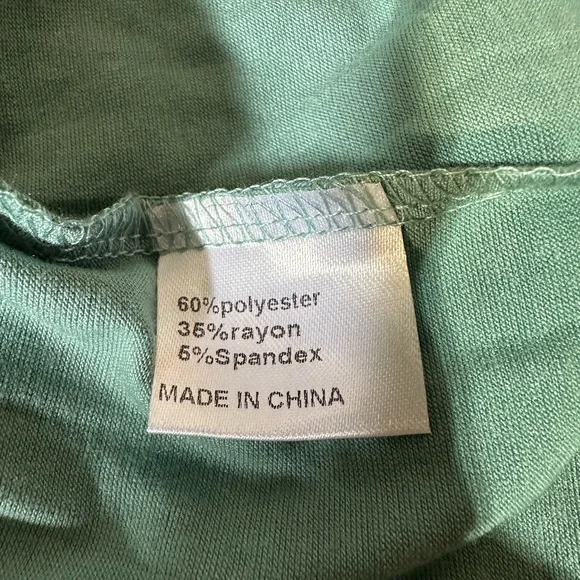 60%polyester
35%rayon
5%Spandex
MADE IN CHINA